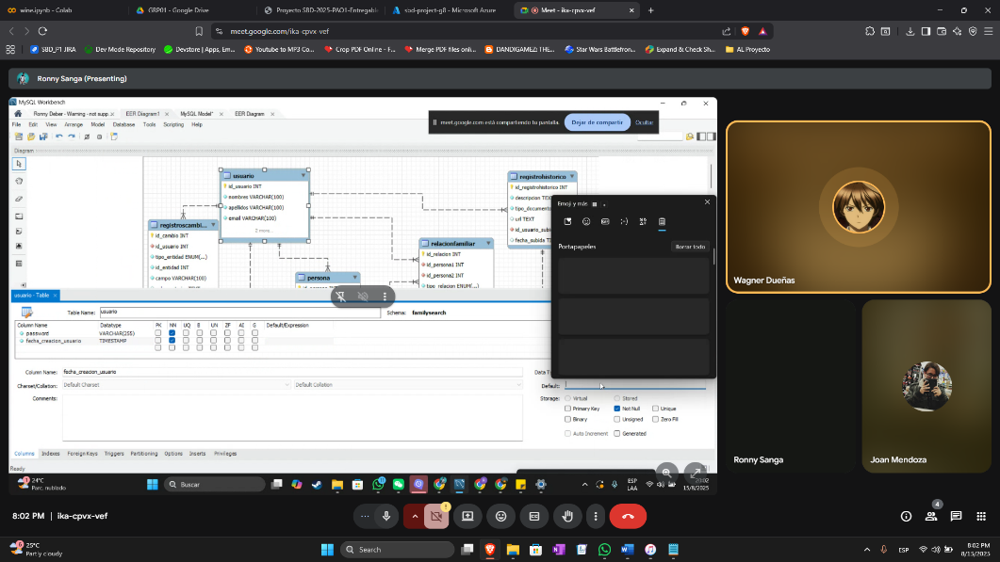 wine.ipynb - Colab
GRP01 - Google Drive
Proyecto SBD-2025-PAO1-Entregabl
sbd-project-g8 - Microsoft Azure
Meet - ika-cpvx-vef
meet.google.com/ika-cpvx-vef
SBD_P1 JIRA
Dev Mode Repository
Devstore | Apps, Em...
Youtube to MP3 Co...
Crop PDF Online - F...
Merge PDF files onl...
DANDIGAMEZ: THE...
Star Wars Battlefron...
Expand & Check Sh...
AL Proyecto
Ronny Sanga (Presenting)
MySQL Workbench
Ronny Deber - Warning - not supp...
EER Diagram1
MySQL Model*
EER Diagram
meet.google.com está compartiendo tu pantalla.
Dejar de compartir
Ocultar
File Edit View Arrange Model Database Tools Scripting Help
Diagram
usuario
id_usuario INT
nombres VARCHAR(100)
apellidos VARCHAR(100)
email VARCHAR(100)
2 more...
registrohistorico
id_registrohistorico INT
descripcion TEXT
tipo_documento
url TEXT
id_usuario_subi
fecha_subida TI
registroscambi...
id_cambio INT
id_usuario INT
tipo_entidad ENUM(...)
id_entidad INT
campo VARCHAR(100)
relacionfamiliar
id_relacion INT
id_persona1 INT
id_persona2 INT
tipo_relacion ENUM(...)
persona
Emoji y más
Portapapeles
Borrar todo
usuario - Table
Table Name: usuario
Schema: familysearch
Column Name Datatype PK NN UQ B UN ZF AI G Default/Expression
password VARCHAR(255)
fecha_creacion_usuario TIMESTAMP
Column Name: fecha_creacion_usuario
Data Ty
Charset/Collation: Default Charset Default Collation
Default:
Comments:
Storage: Virtual Stored
Primary Key Not Null Unique
Binary Unsigned Zero Fill
Auto Increment Generated
Columns Indexes Foreign Keys Triggers Partitioning Options Inserts Privileges
Ready
24°C
Parc. nublado
Buscar
ESP
LAA
15/8/2025
Wagner Dueñas
Ronny Sanga
Joan Mendoza
8:02 PM
ika-cpvx-vef
4
25°C
Partly cloudy
Search
ESP
8:02 PM
8/15/2025